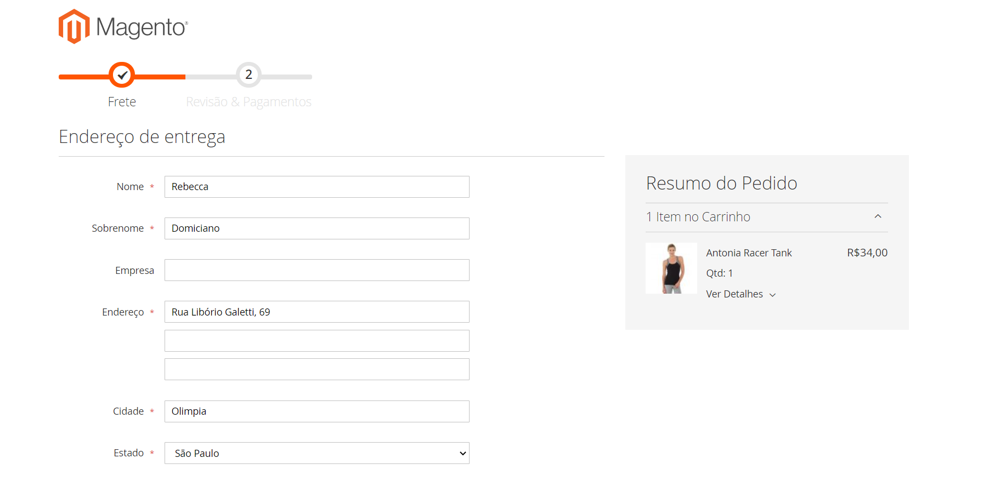 Magento®
2
Frete
Revisão & Pagamentos
Endereço de entrega
Nome *
Rebecca
Sobrenome *
Domiciano
Empresa
Endereço *
Rua Libório Galetti, 69
Cidade *
Olimpia
Estado *
São Paulo
Resumo do Pedido
1 Item no Carrinho
Antonia Racer Tank R$34,00
Qtd: 1
Ver Detalhes